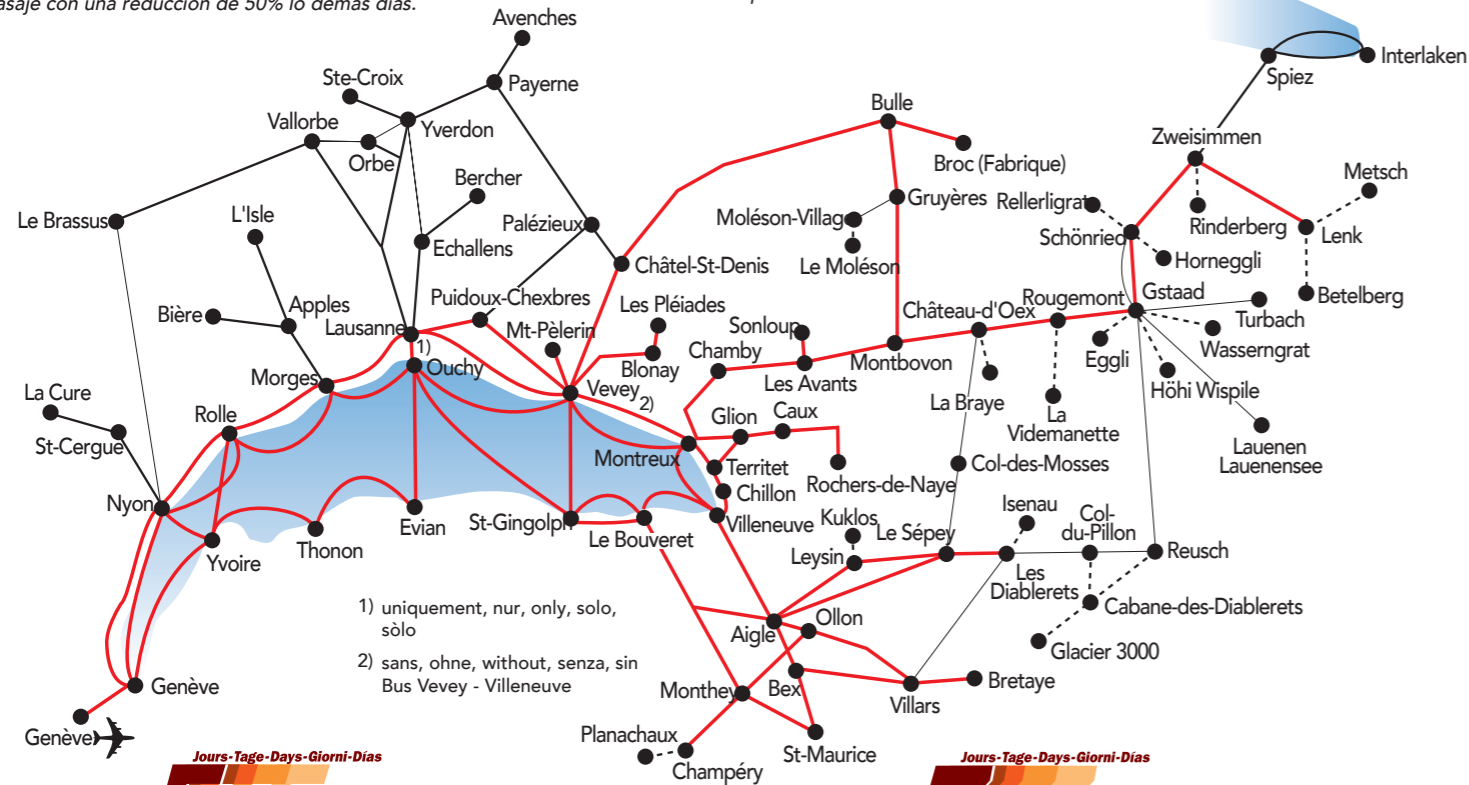 asaje con una reducción de 50% lo demás días.
Avenches
Ste-Croix
Payerne
Interlaken
Spiez
Vallorbe
Yverdon
Bulle
Zweisimmen
Orbe
Broc (Fabrique)
Metsch
Bercher
Le Brassus
L'Isle
Palézieux
Moléson-Village
Gruyères
Rellerligrat
Rinderberg
Lenk
Echallens
Schönried
Châtel-St-Denis
Le Moléson
Horneggli
Puidoux-Chexbres
Les Pléiades
Château-d'Oex
Rougemont
Gstaad
Betelberg
Bière
Apples
Lausanne
1)
Mt-Pèlerin
Sonloup
Turbach
Chamby
Montbovon
Wasserngrat
Ouchy
Blonay
Les Avants
Eggli
Morges
Vevey
2)
La Braye
La
Videmanette
Höhi Wispile
La Cure
Rolle
Glion
Caux
St-Cergue
Lauenen
Lauenensee
Montreux
Territet
Col-des-Mosses
Chillon
Rochers-de-Naye
Nyon
Evian
St-Gingolph
Le Bouveret
Villeneuve
Kuklos
Le Sépey
Isenau
Col-
du-Pillon
Yvoire
Thonon
Leysin
Les
Diablerets
Reusch
Cabane-des-Diablerets
1) uniquement, nur, only, solo,
sòlo
Aigle
Ollon
Glacier 3000
2) sans, ohne, without, senza, sin
Bus Vevey - Villeneuve
Genève
Monthey
Bex
Villars
Bretaye
Genève
Planachaux
Champéry
St-Maurice
Jours-Tage-Days-Giorni-Días
Jours-Tage-Days-Giorni-Días